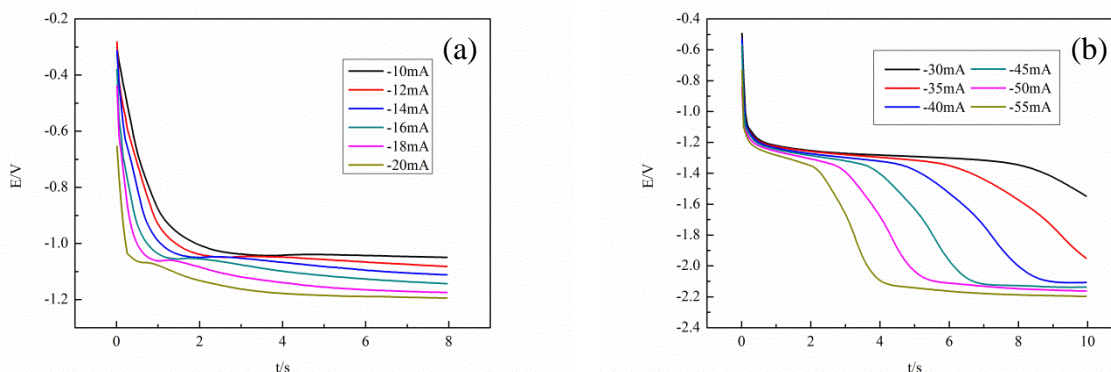 (a)
-0.2
-0.4
-0.6
-0.8
-1.0
-1.2
E/V
0 2 4 6 8
t/s
-10mA
-12mA
-14mA
-16mA
-18mA
-20mA
(b)
-0.4
-0.6
-0.8
-1.0
-1.2
-1.4
-1.6
-1.8
-2.0
-2.2
-2.4
E/V
0 2 4 6 8 10
t/s
-30mA -45mA
-35mA -50mA
-40mA -55mA